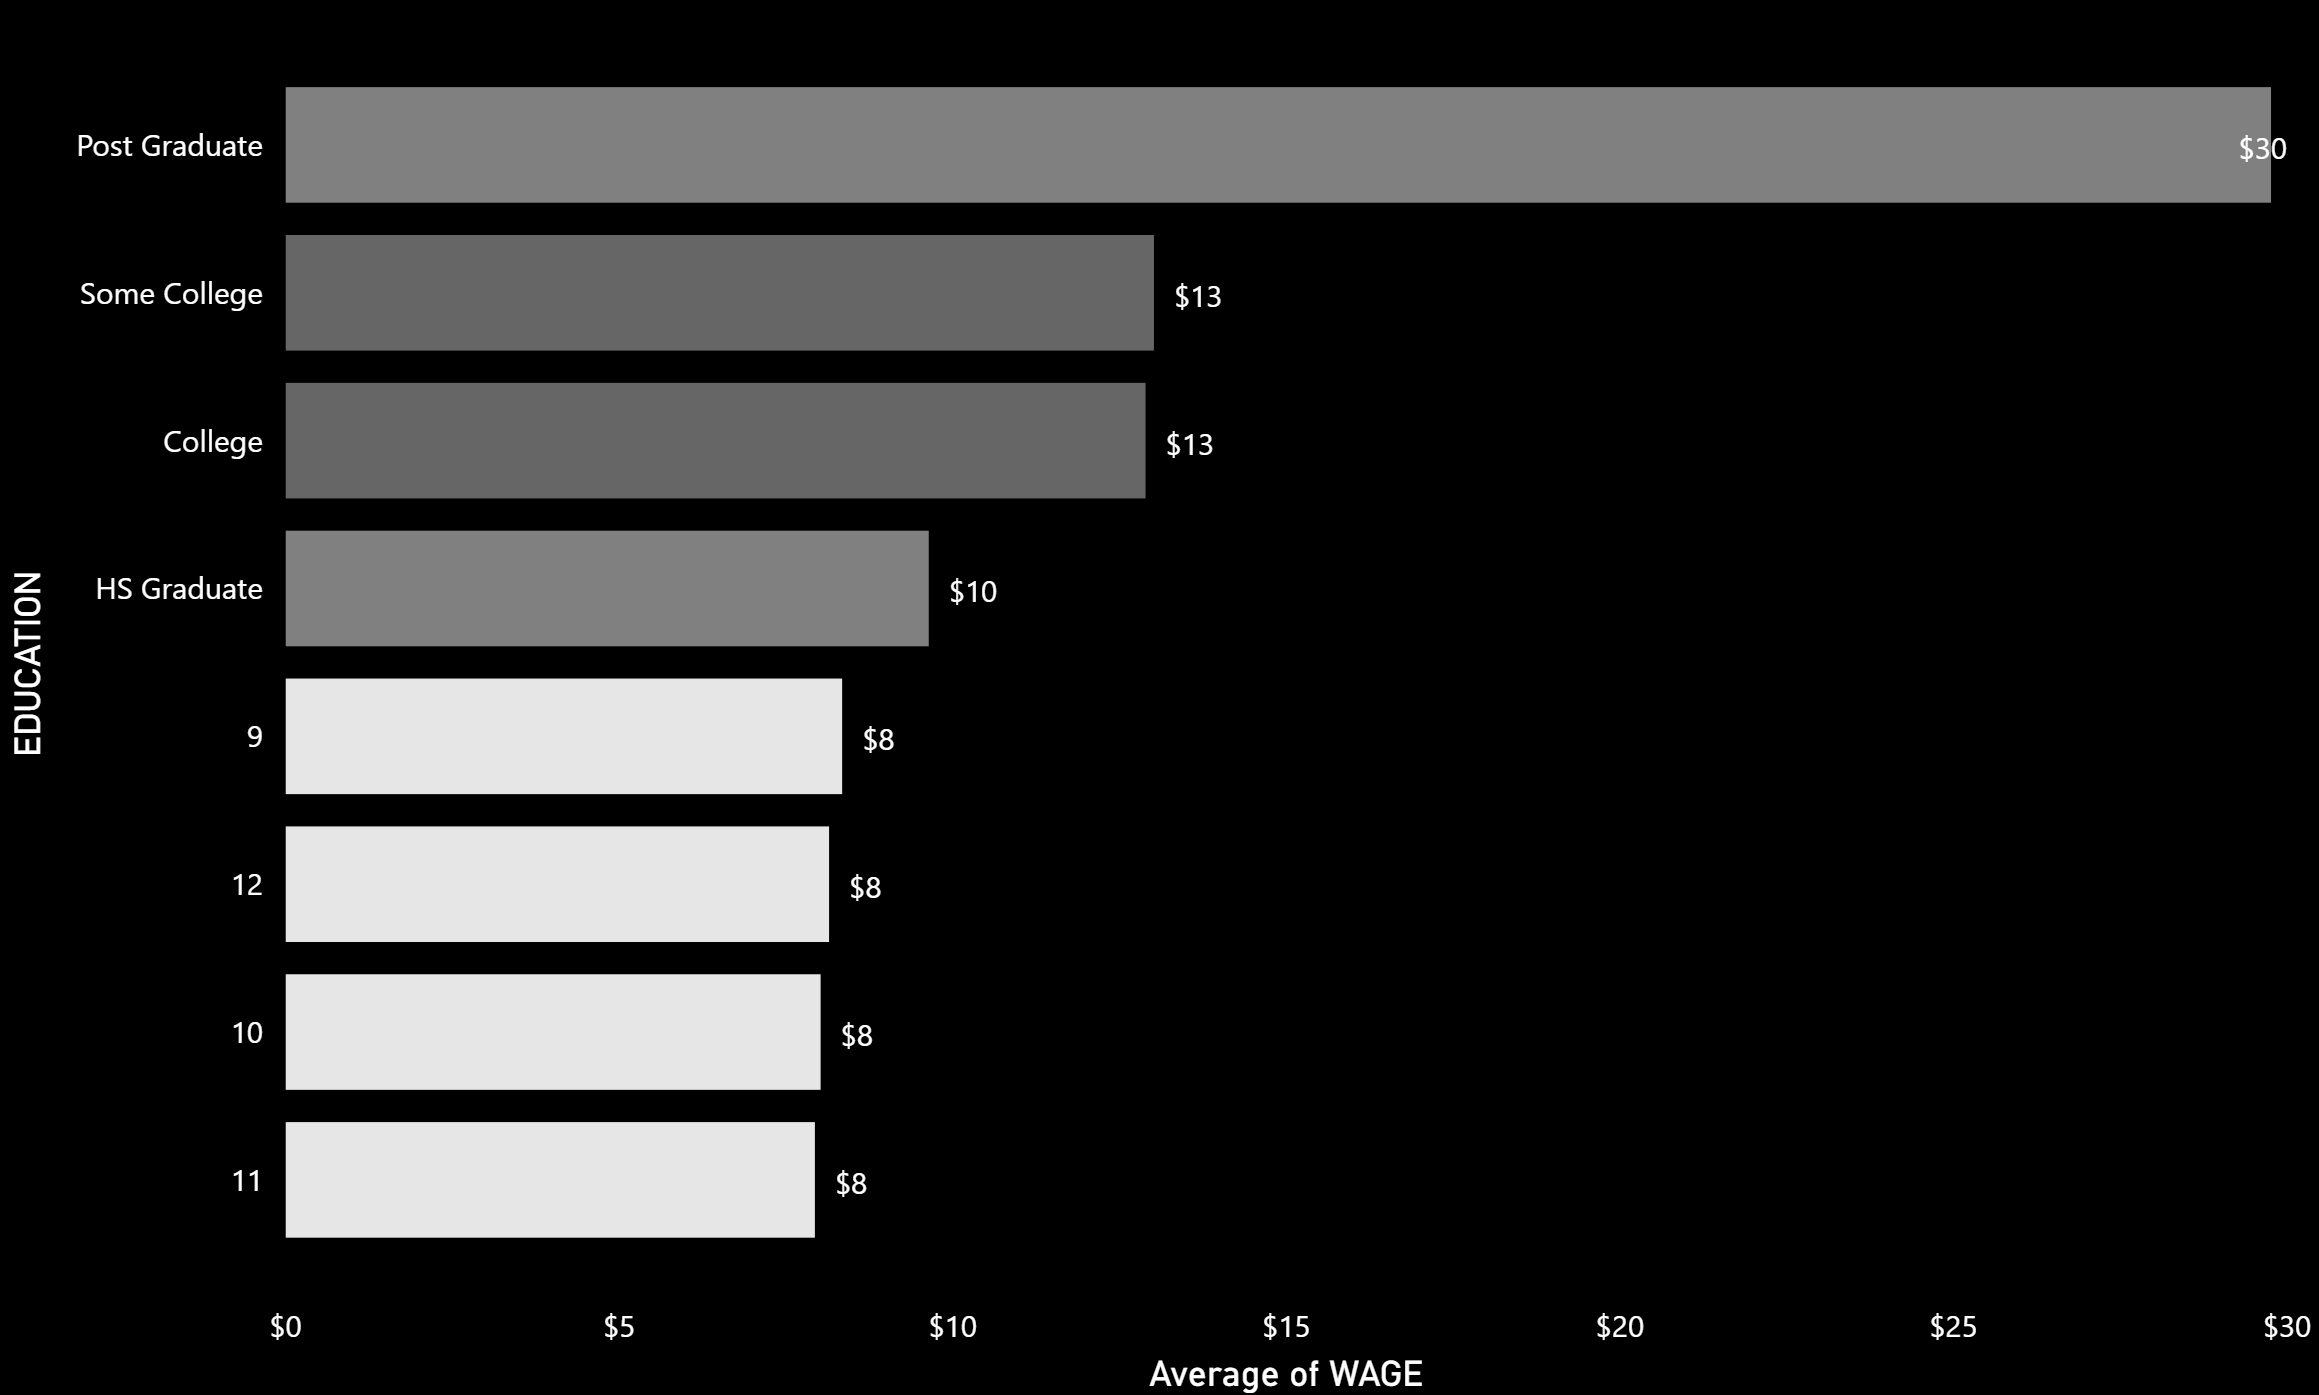 Post Graduate
$30
Some College
$13
College
$13
HS Graduate
$10
EDUCATION
9
$8
12
$8
10
$8
11
$8
$0 $5 $10 $15 $20 $25 $30
Average of WAGE